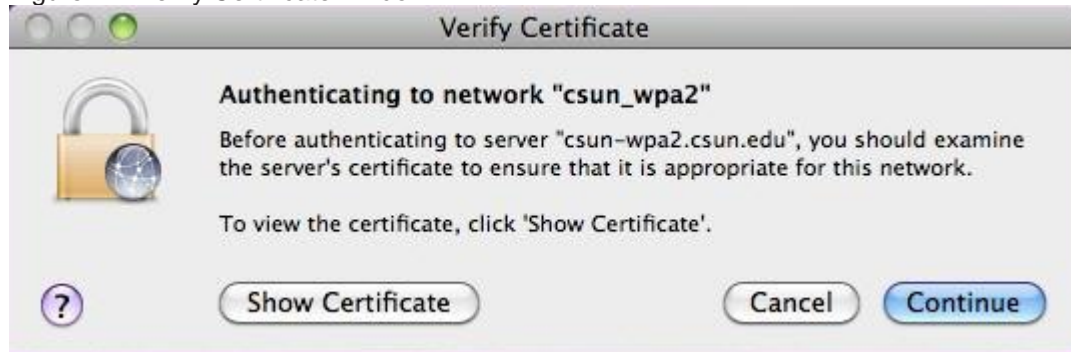 Verify Certificate
Authenticating to network "csun_wpa2"
Before authenticating to server "csun-wpa2.csun.edu", you should examine
the server's certificate to ensure that it is appropriate for this network.
To view the certificate, click 'Show Certificate'.
? Show Certificate Cancel Continue